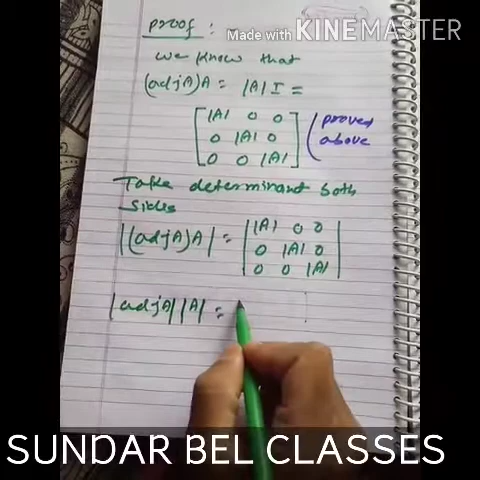 proof :
Made with KINEMASTER
we know that
(adjA)A = |A| I =
[|A| 0 0
0 |A| 0
0 0 |A|]
(proved
above
Take determinant both
sides
|(adjA)A| = | |A| 0 0
0 |A| 0
0 0 |A| |
|adjA||A| =
SUNDAR BEL CLASSES